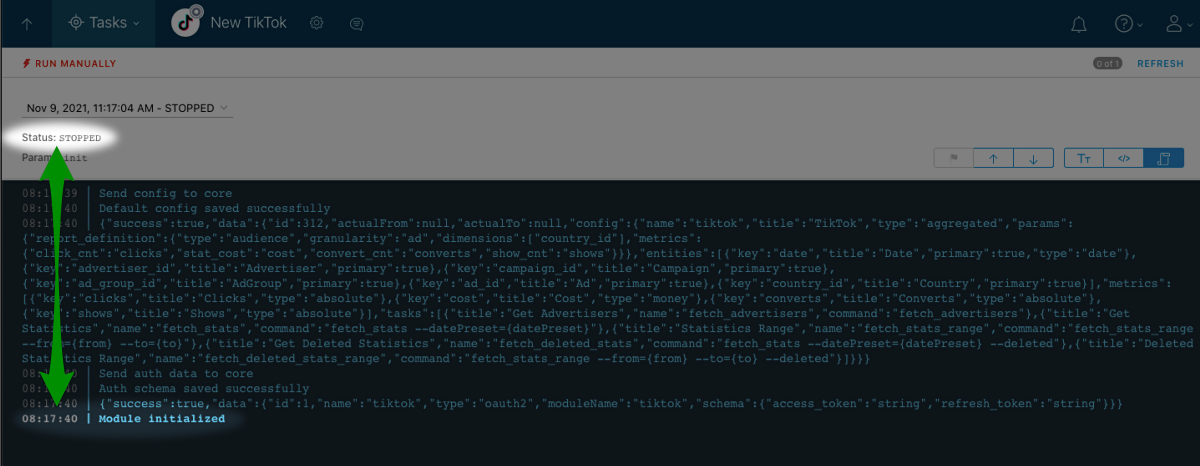 Tasks
New TikTok
RUN MANUALLY
0 of 1
REFRESH
Nov 9, 2021, 11:17:04 AM - STOPPED
Status: STOPPED
Param init
TT
</>
08:17:39 | Send config to core
08:17:40 | Default config saved successfully
08:17:40 | {"success":true,"data":{"id":312,"actualFrom":null,"actualTo":null,"config":{"name":"tiktok","title":"TikTok","type":"aggregated","params":
{"report_definition":{"type":"audience","granularity":"ad","dimensions":["country_id"],"metrics":
{"click_cnt":"clicks","stat_cost":"cost","convert_cnt":"converts","show_cnt":"shows"}}},"entities":[{"key":"date","title":"Date","primary":true,"type":"date"},
{"key":"advertiser_id","title":"Advertiser","primary":true},{"key":"campaign_id","title":"Campaign","primary":true},
{"key":"ad_group_id","title":"AdGroup","primary":true},{"key":"ad_id","title":"Ad","primary":true},{"key":"country_id","title":"Country","primary":true}],"metrics":
[{"key":"clicks","title":"Clicks","type":"absolute"},{"key":"cost","title":"Cost","type":"money"},{"key":"converts","title":"Converts","type":"absolute"},
{"key":"shows","title":"Shows","type":"absolute"}],"tasks":[{"title":"Get Advertisers","name":"fetch_advertisers","command":"fetch_advertisers"},{"title":"Get
Statistics","name":"fetch_stats","command":"fetch_stats --datePreset={datePreset}"},{"title":"Statistics Range","name":"fetch_stats_range","command":"fetch_stats_range
--from={from} --to={to}"},{"title":"Get Deleted Statistics","name":"fetch_deleted_stats","command":"fetch_stats --datePreset={datePreset} --deleted"},{"title":"Deleted
Statistics Range","name":"fetch_deleted_stats_range","command":"fetch_stats_range --from={from} --to={to} --deleted"}]}}}
08:17:40 | Send auth data to core
08:17:40 | Auth schema saved successfully
08:17:40 | {"success":true,"data":{"id":1,"name":"tiktok","type":"oauth2","moduleName":"tiktok","schema":{"access_token":"string","refresh_token":"string"}}}
08:17:40 | Module initialized